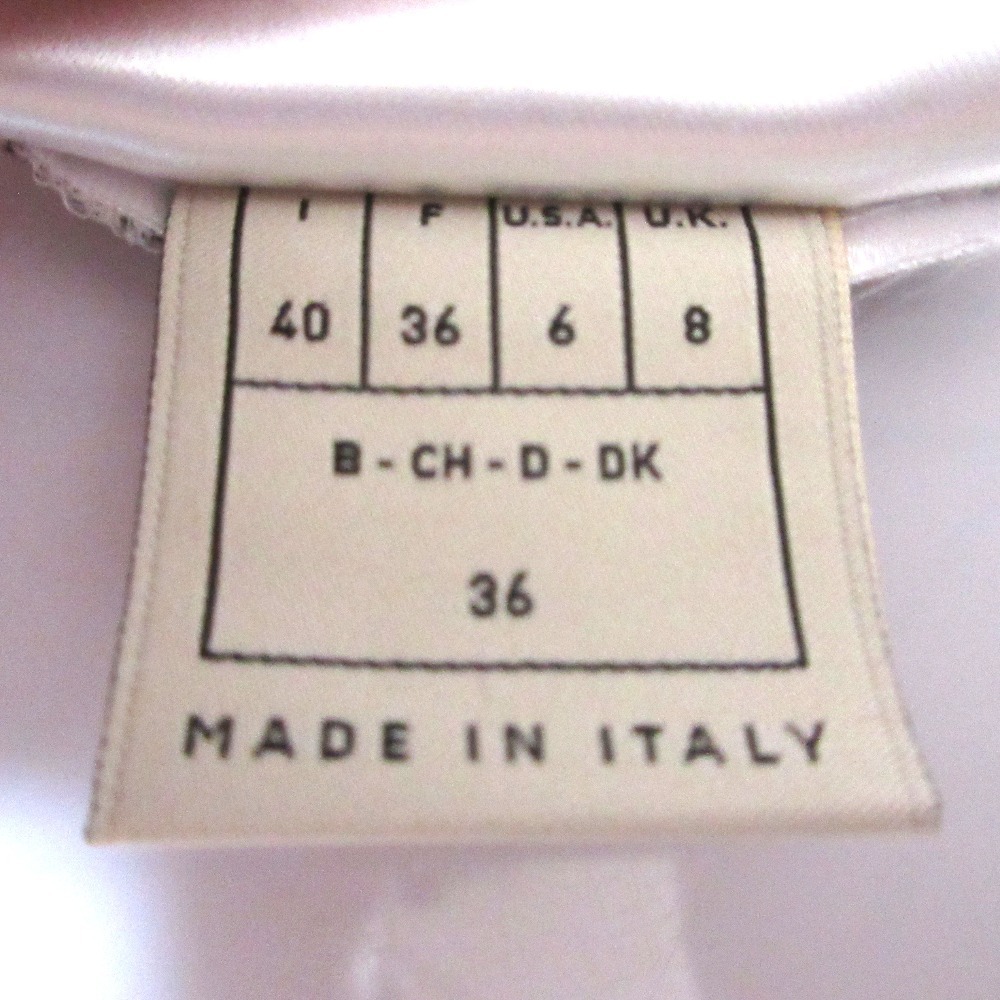 I F U.S.A. U.K.
40 36 6 8
B - CH - D - DK
36
MADE IN ITALY